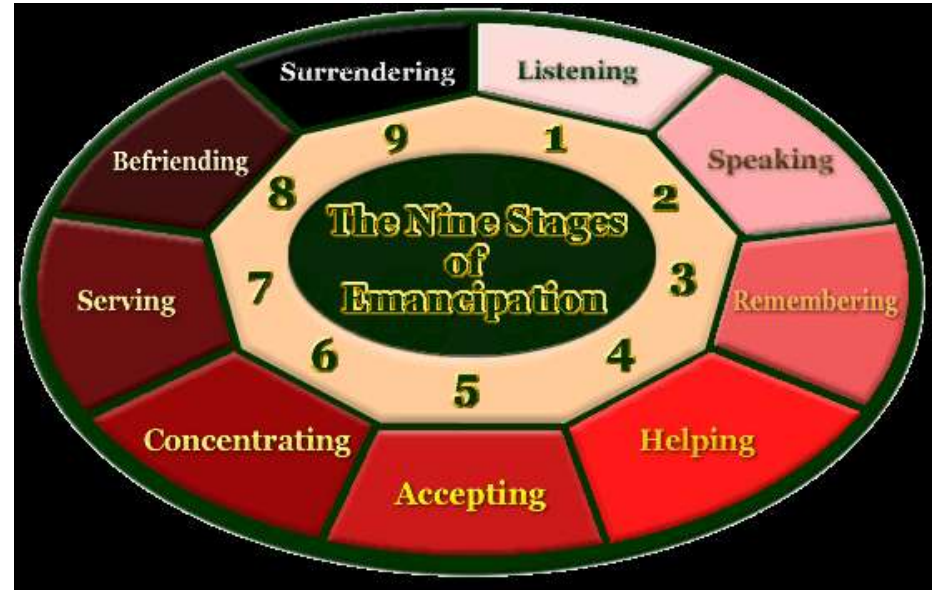 The Nine Stages
of
Emancipation
1
Listening
2
Speaking
3
Remembering
4
Helping
5
Accepting
6
Concentrating
7
Serving
8
Befriending
9
Surrendering